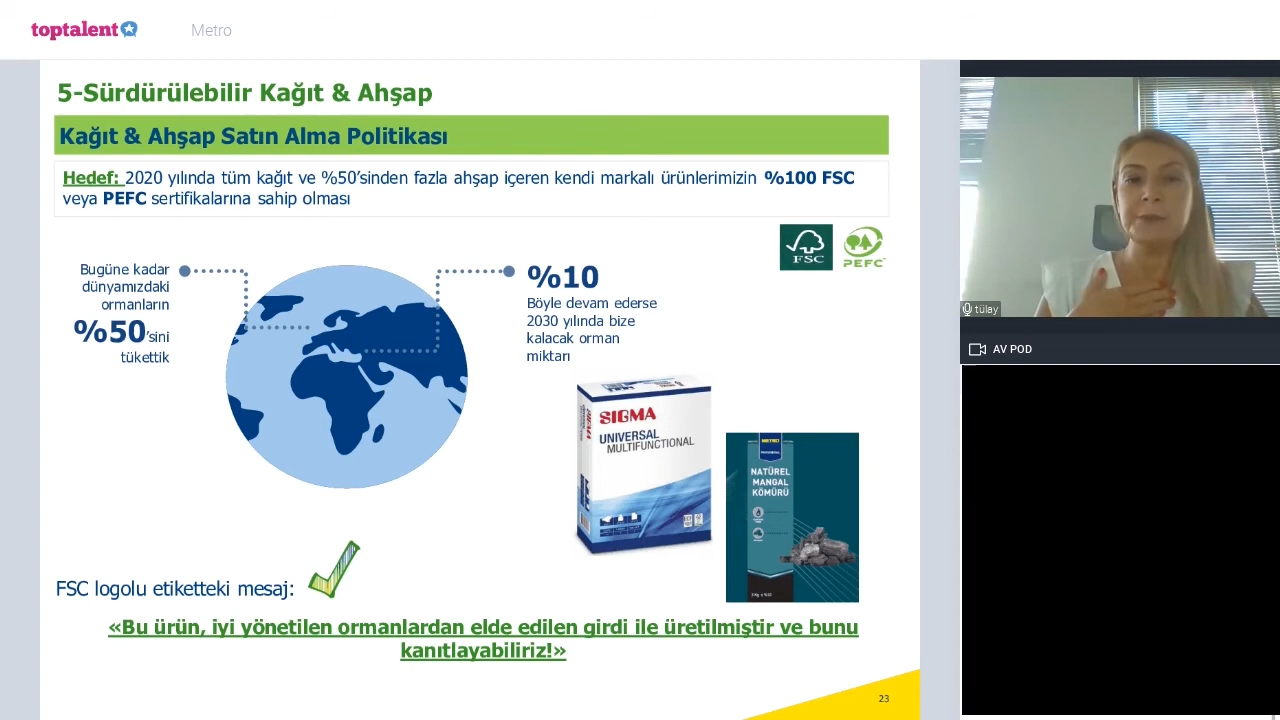 toptalent
Metro
5-Sürdürülebilir Kağıt & Ahşap
Kağıt & Ahşap Satın Alma Politikası
Hedef: 2020 yılında tüm kağıt ve %50’sinden fazla ahşap içeren kendi markalı ürünlerimizin %100 FSC
veya PEFC sertifikalarına sahip olması
FSC
PEFC
Bugüne kadar
dünyamızdaki
ormanların
%50’sini
tükettik
%10
Böyle devam ederse
2030 yılında bize
kalacak orman
miktarı
SIGMA
UNIVERSAL
MULTIFUNCTIONAL
METRO
NATÜREL
MANGAL
KÖMÜRÜ
FSC logolu etiketteki mesaj:
«Bu ürün, iyi yönetilen ormanlardan elde edilen girdi ile üretilmiştir ve bunu
kanıtlayabiliriz!»
23
tülay
AV POD